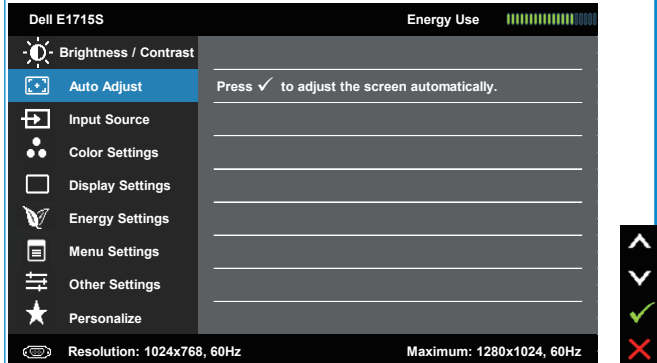 Dell E1715S Energy Use
Brightness / Contrast
Auto Adjust Press ✓ to adjust the screen automatically.
Input Source
Color Settings
Display Settings
Energy Settings
Menu Settings
Other Settings
Personalize
Resolution: 1024x768, 60Hz Maximum: 1280x1024, 60Hz